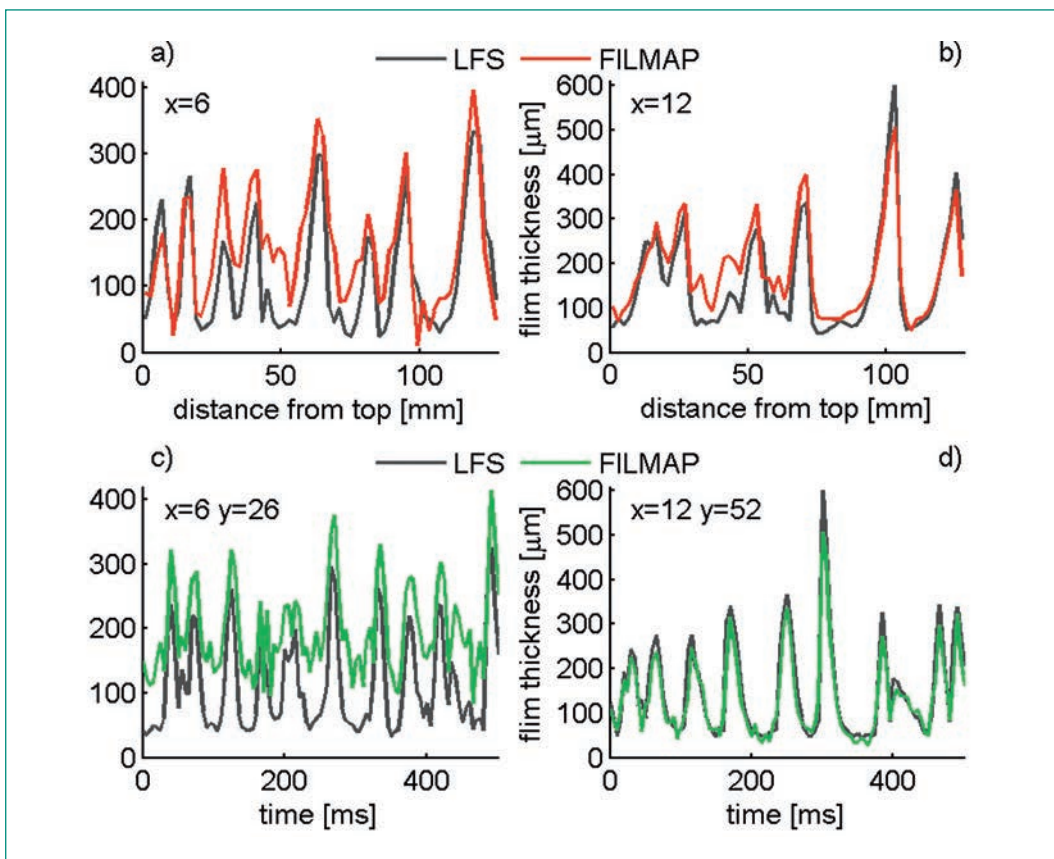 a)
LFS
FILMAP
b)
x=6
400
300
200
100
0
0
50
100
distance from top [mm]
x=12
flim thickness [μm]
600
500
400
300
200
100
0
0
50
100
distance from top [mm]
c)
LFS
FILMAP
d)
x=6 y=26
400
300
200
100
0
0
200
400
time [ms]
x=12 y=52
flim thickness [μm]
600
500
400
300
200
100
0
0
200
400
time [ms]